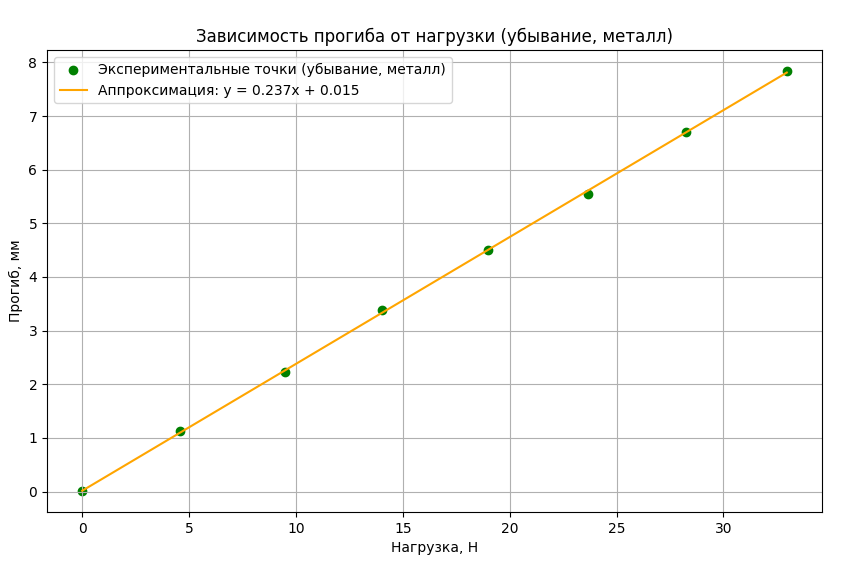 Зависимость прогиба от нагрузки (убывание, металл)
Экспериментальные точки (убывание, металл)
Аппроксимация: y = 0.237x + 0.015
Прогиб, мм
8
7
6
5
4
3
2
1
0
0 5 10 15 20 25 30
Нагрузка, Н